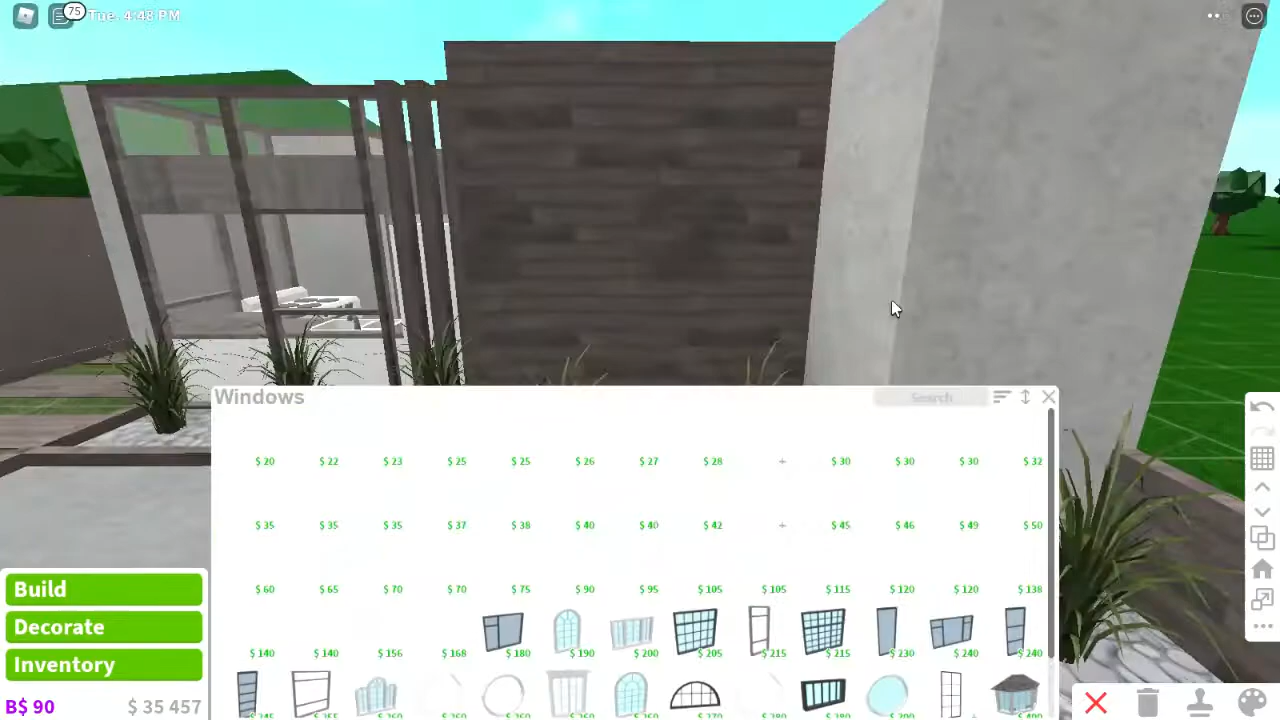 75
Tue. 4:48 PM
Windows
Search
$ 20 $ 22 $ 23 $ 25 $ 25 $ 26 $ 27 $ 28 + $ 30 $ 30 $ 30 $ 32
$ 35 $ 35 $ 35 $ 37 $ 38 $ 40 $ 40 $ 42 + $ 45 $ 46 $ 49 $ 50
$ 60 $ 65 $ 70 $ 70 $ 75 $ 90 $ 95 $ 105 $ 105 $ 115 $ 120 $ 120 $ 138
$ 140 $ 140 $ 156 $ 168 $ 180 $ 190 $ 200 $ 205 $ 215 $ 215 $ 230 $ 240 $ 240
Build
Decorate
Inventory
B$ 90 $ 35 457